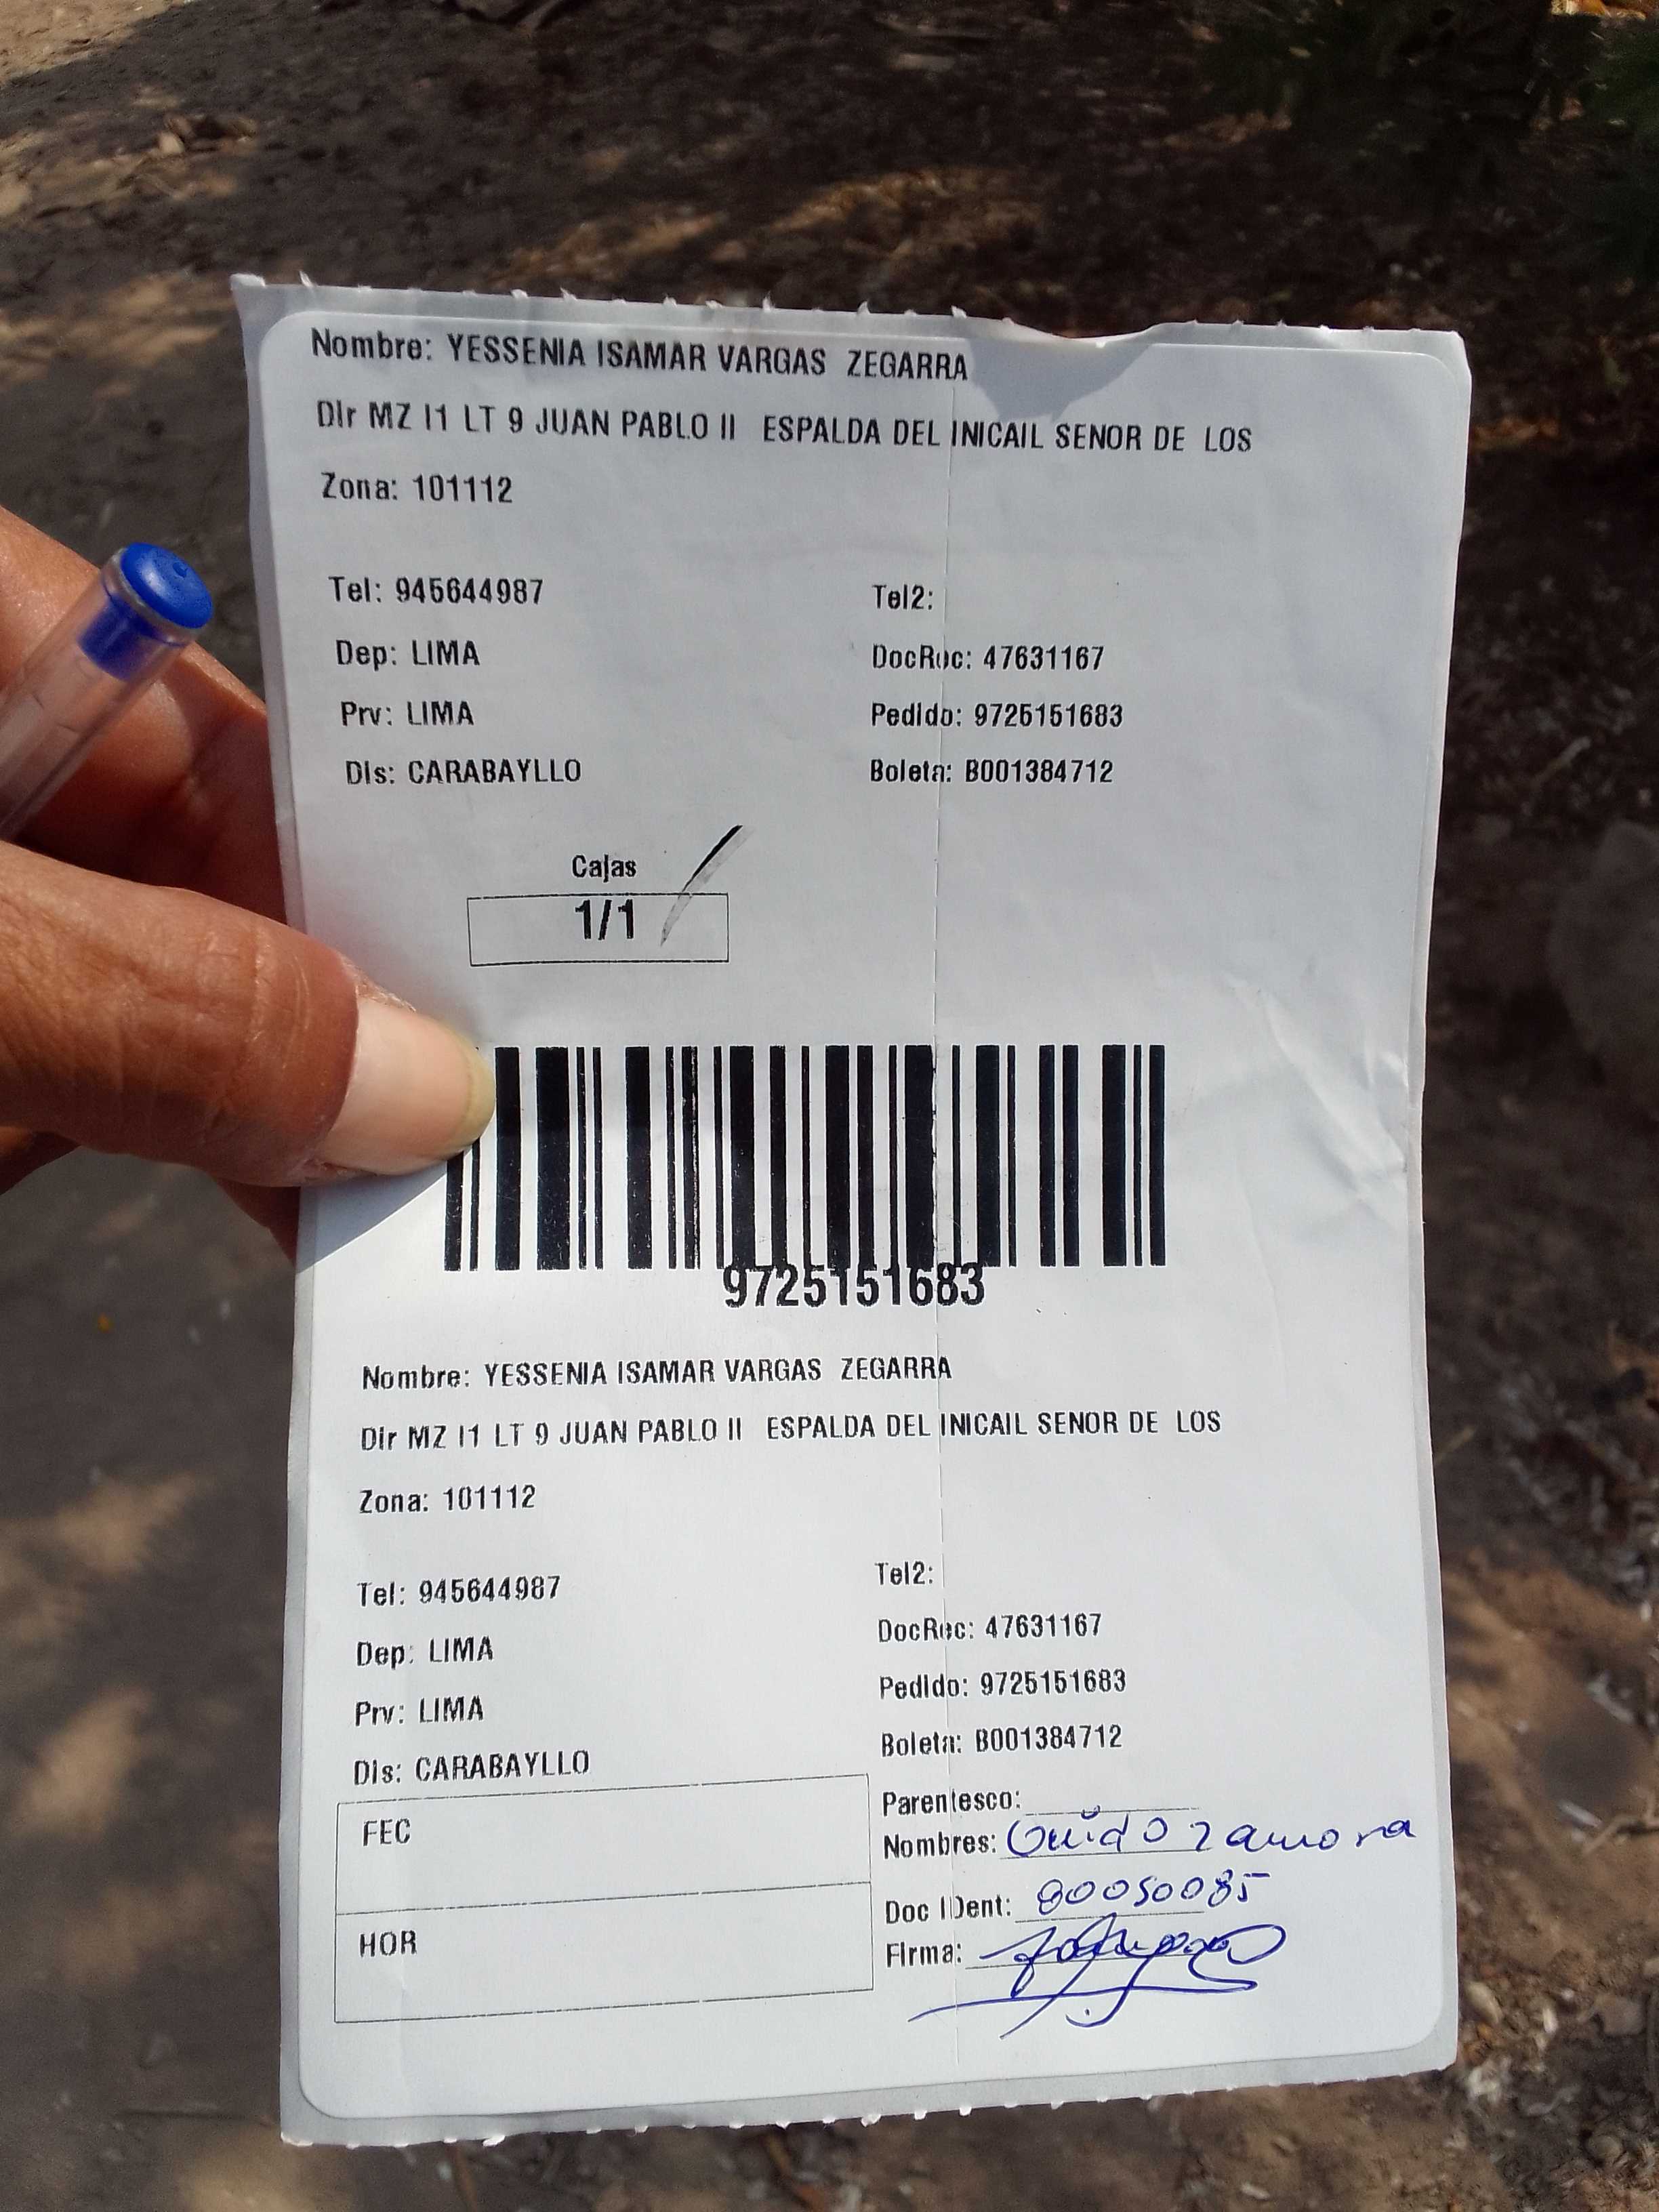 Nombre: YESSENIA ISAMAR VARGAS ZEGARRA
Dir MZ I1 LT 9 JUAN PABLO II ESPALDA DEL INICAIL SENOR DE LOS
Zona: 101112
Tel: 945644987 Tel2:
Dep: LIMA DocRec: 47631167
Prv: LIMA Pedido: 9725151683
Dis: CARABAYLLO Boleta: B001384712
Cajas
1/1
9725151683
Nombre: YESSENIA ISAMAR VARGAS ZEGARRA
Dir MZ I1 LT 9 JUAN PABLO II ESPALDA DEL INICAIL SENOR DE LOS
Zona: 101112
Tel: 945644987 Tel2:
Dep: LIMA DocRec: 47631167
Prv: LIMA Pedido: 9725151683
Dis: CARABAYLLO Boleta: B001384712
Parentesco:
FEC
Nombres: Guido Zamora
Doc IDent: 80050085
HOR
Firma: